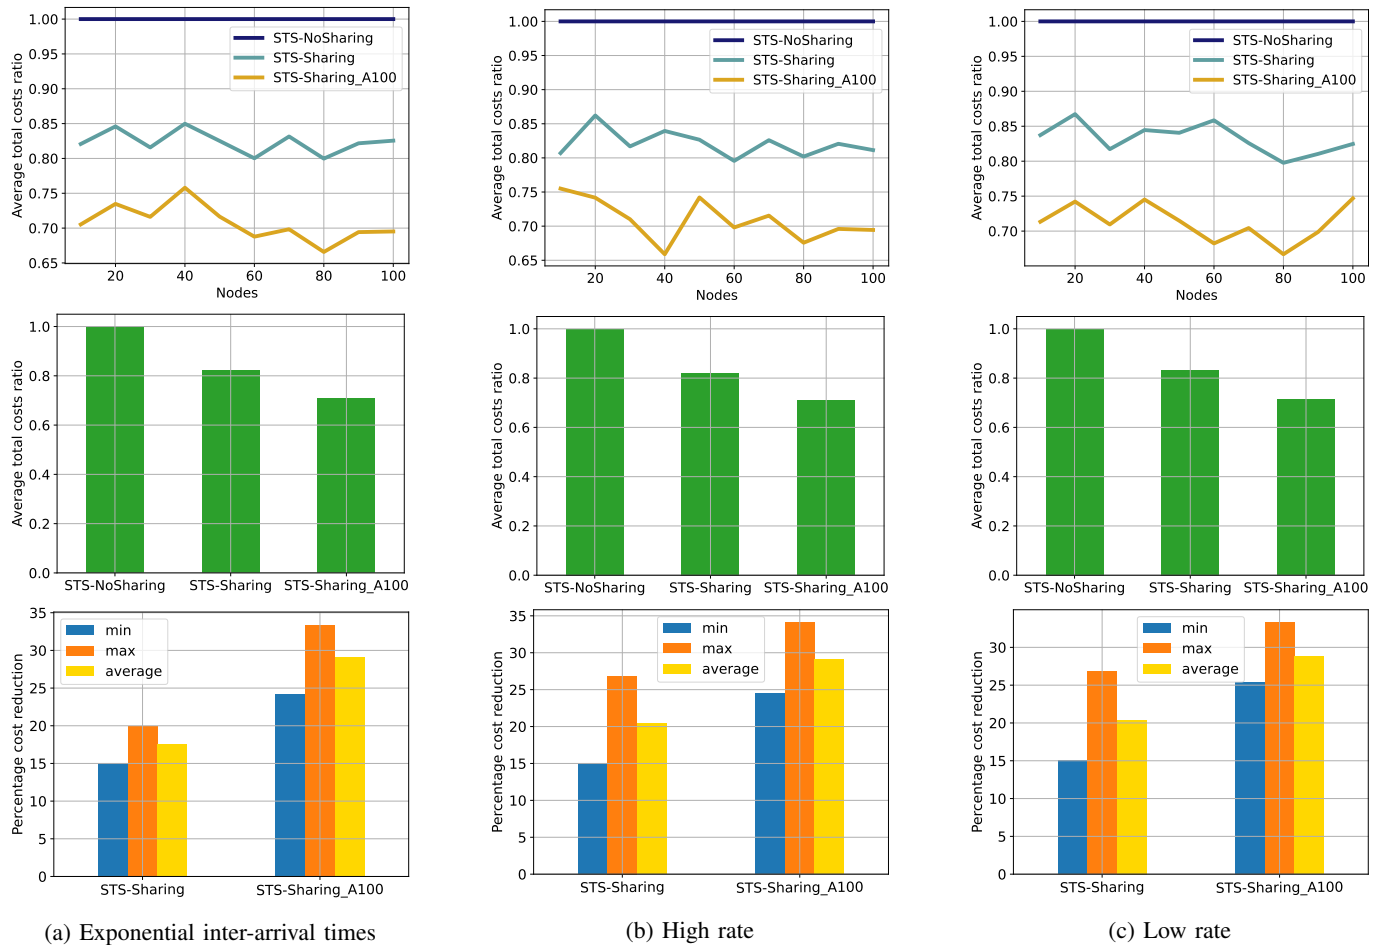 Average total costs ratio
1.00
0.95
0.90
0.85
0.80
0.75
0.70
0.65
STS-NoSharing
STS-Sharing
STS-Sharing_A100
20 40 60 80 100
Nodes
Average total costs ratio
1.00
0.95
0.90
0.85
0.80
0.75
0.70
0.65
STS-NoSharing
STS-Sharing
STS-Sharing_A100
20 40 60 80 100
Nodes
Average total costs ratio
1.00
0.95
0.90
0.85
0.80
0.75
0.70
STS-NoSharing
STS-Sharing
STS-Sharing_A100
20 40 60 80 100
Nodes
Average total costs ratio
1.0
0.8
0.6
0.4
0.2
0.0
STS-NoSharing STS-Sharing STS-Sharing_A100
Average total costs ratio
1.0
0.8
0.6
0.4
0.2
0.0
STS-NoSharing STS-Sharing STS-Sharing_A100
Average total costs ratio
1.0
0.8
0.6
0.4
0.2
0.0
STS-NoSharing STS-Sharing STS-Sharing_A100
Percentage cost reduction
35
30
25
20
15
10
5
0
min
max
average
STS-Sharing STS-Sharing_A100
Percentage cost reduction
35
30
25
20
15
10
5
0
min
max
average
STS-Sharing STS-Sharing_A100
Percentage cost reduction
30
25
20
15
10
5
0
min
max
average
STS-Sharing STS-Sharing_A100
(a) Exponential inter-arrival times
(b) High rate
(c) Low rate